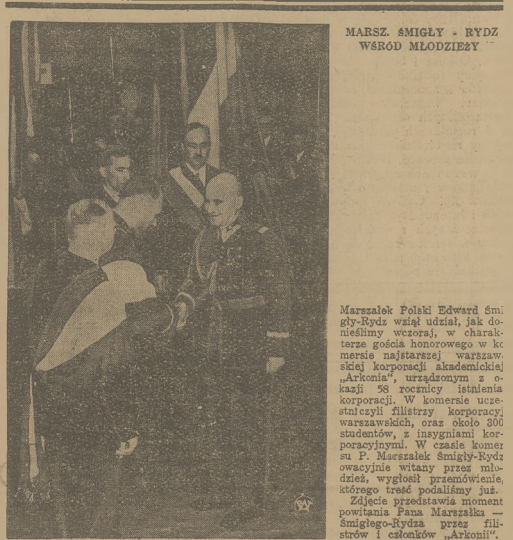 MARSZ. ŚMIGŁY - RYDZ
WŚRÓD MŁODZIEŻY
Marszałek Polski Edward Śmi
gły-Rydz wziął udział, jak do-
nieślimy wczoraj, w charak-
terze gościa honorowego w ko
mersie najstarszej warszaw-
skiej korporacji akademickiej
„Arkonia", urządzonym z o-
kazji 58 rocznicy istnienia
korporacji. W komersie ucze-
stniczyli filistrzy korporacyj
warszawskich, oraz około 300
studentów, z insygniami kor-
poracyjnymi. W czasie komer
su P. Marszałek Śmigły-Rydz
owacyjnie witany przez mło-
dzież, wygłosił przemówienie,
którego treść podaliśmy już.
Zdjęcie przedstawia moment
powitania Pana Marszałka —
Śmigłego-Rydza przez fili-
strów i członków „Arkonii".